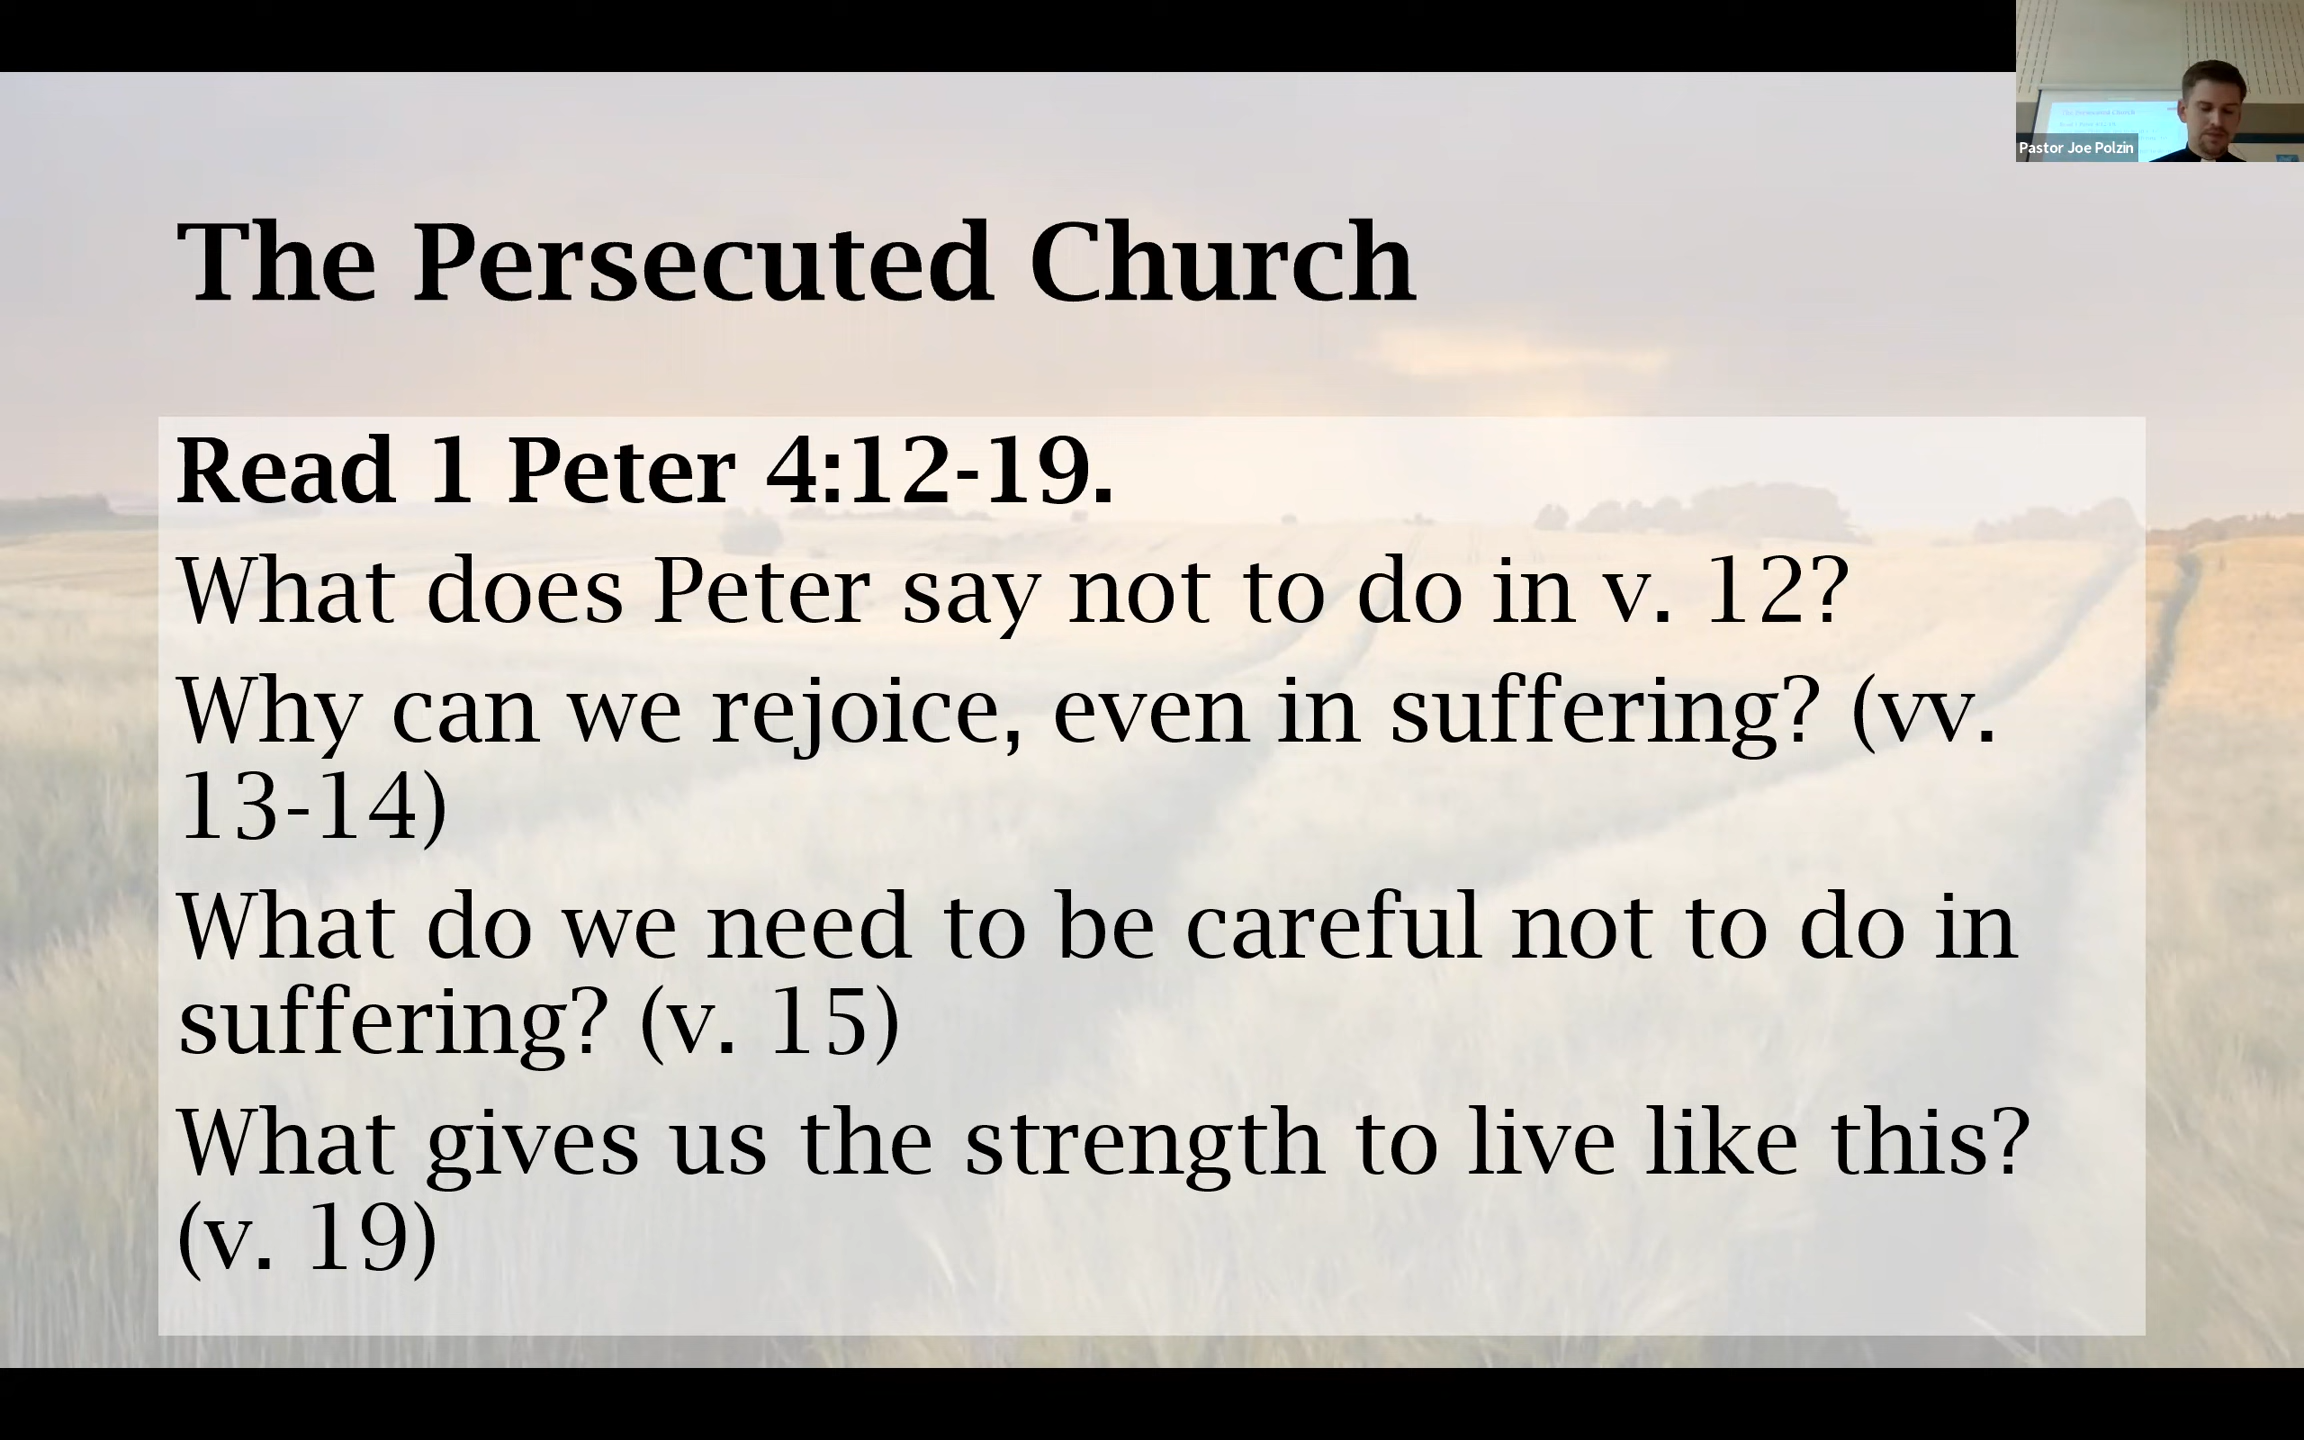 Pastor Joe Polzin
The Persecuted Church
Read 1 Peter 4:12-19.
What does Peter say not to do in v. 12?
Why can we rejoice, even in suffering? (vv.
13-14)
What do we need to be careful not to do in
suffering? (v. 15)
What gives us the strength to live like this?
(v. 19)